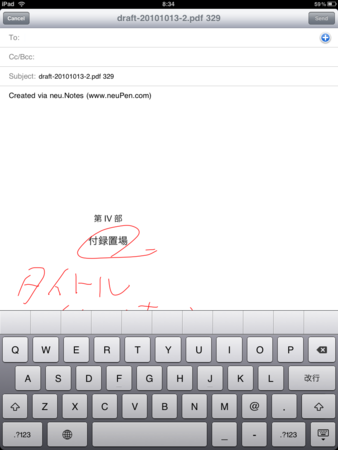 iPad 8:34 89%
Cancel draft-20101013-2.pdf 329 Send
To:
Cc/Bcc:
Subject: draft-20101013-2.pdf 329
Created via neu.Notes (www.neuPen.com)
第 IV 部
付録置場
タイトル
Q W E R T Y U I O P
A S D F G H J K L 改行
Z X C V B N M @ .
.?123 _ - .?123